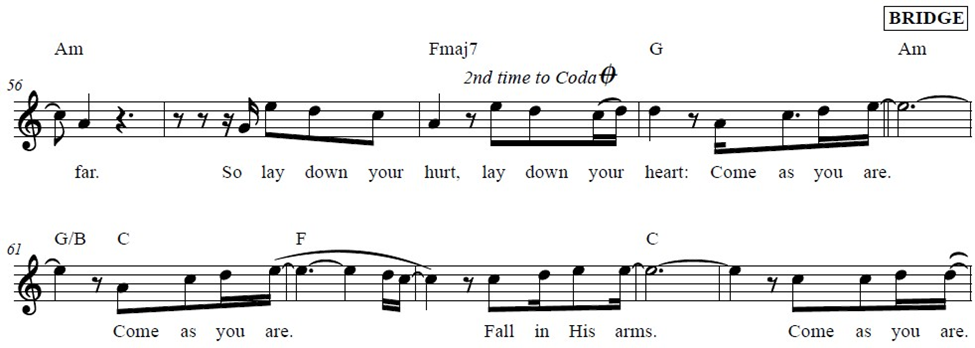 BRIDGE
Am Fmaj7 G Am
2nd time to Coda
56
far. So lay down your hurt, lay down your heart: Come as you are.
G/B C F C
61
Come as you are. Fall in His arms. Come as you are.